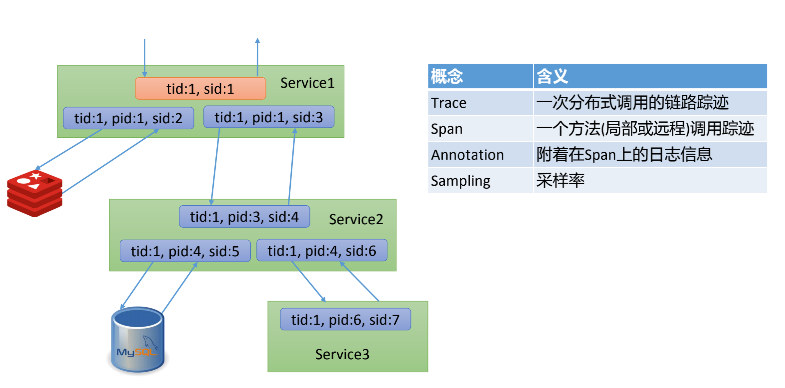 Service1
tid:1, sid:1
tid:1, pid:1, sid:2
tid:1, pid:1, sid:3
Service2
tid:1, pid:3, sid:4
tid:1, pid:4, sid:5
tid:1, pid:4, sid:6
MySQL
tid:1, pid:6, sid:7
Service3
概念 含义
Trace 一次分布式调用的链路踪迹
Span 一个方法(局部或远程)调用踪迹
Annotation 附着在Span上的日志信息
Sampling 采样率